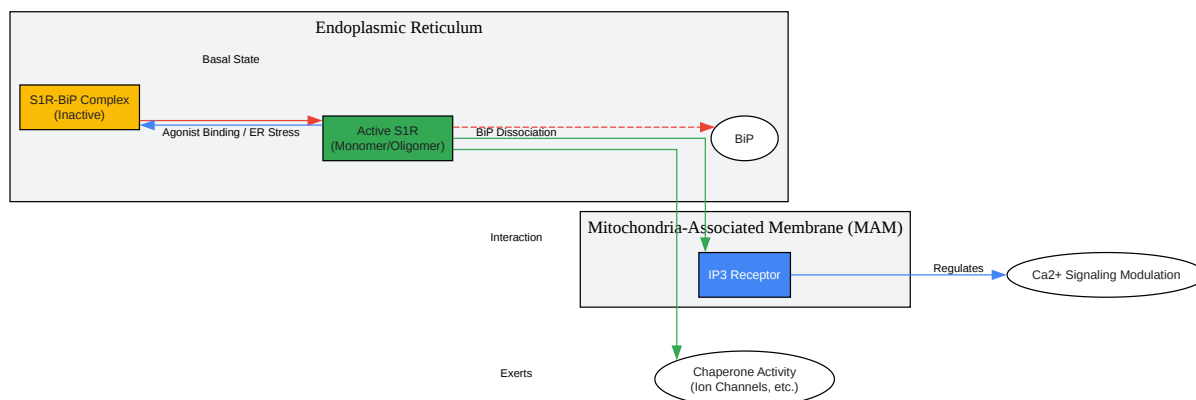 Endoplasmic Reticulum
Basal State
S1R-BiP Complex
(Inactive)
Agonist Binding / ER Stress
Active S1R
(Monomer/Oligomer)
BiP Dissociation
BiP
Mitochondria-Associated Membrane (MAM)
Interaction
IP3 Receptor
Regulates
Ca2+ Signaling Modulation
Exerts
Chaperone Activity
(Ion Channels, etc.)